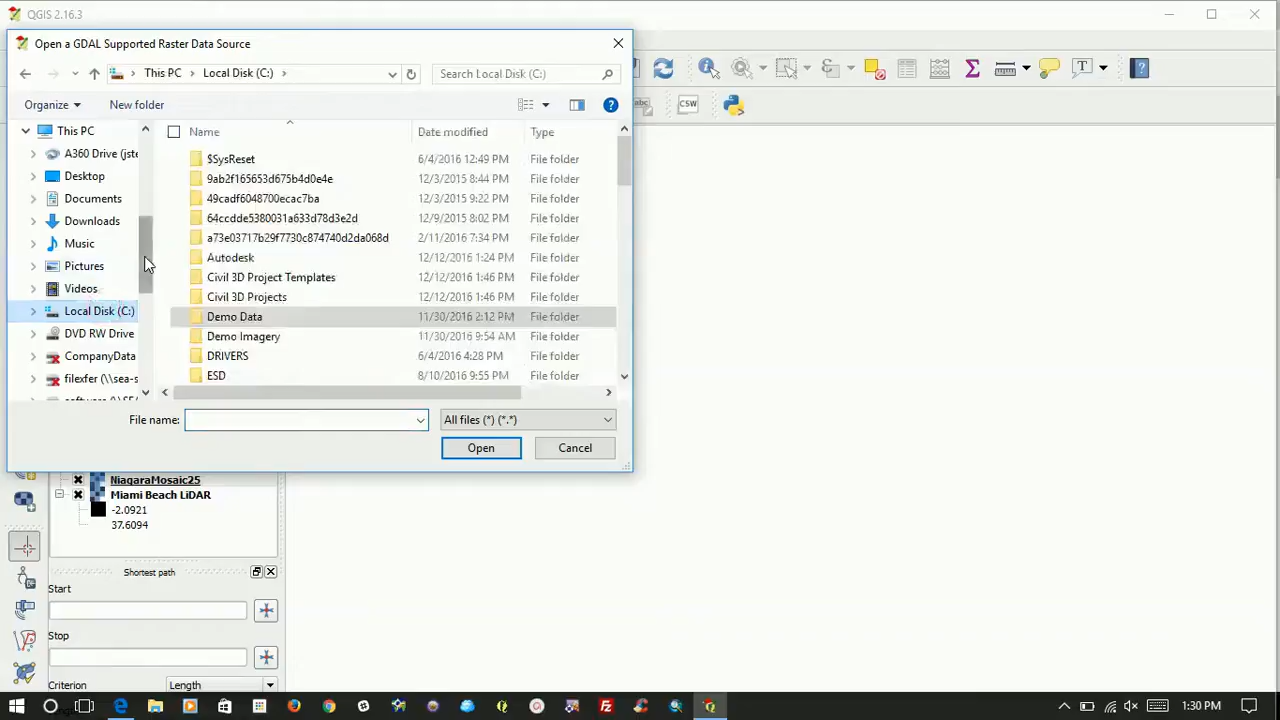 QGIS 2.16.3
Open a GDAL Supported Raster Data Source
This PC > Local Disk (C:) >
Search Local Disk (C:)
Organize
New folder
This PC
A360 Drive (jste
Desktop
Documents
Downloads
Music
Pictures
Videos
Local Disk (C:)
DVD RW Drive
CompanyData
filexfer (\\sea-s
Name Date modified Type
$SysReset 6/4/2016 12:49 PM File folder
9ab2f165653d675b4d0e4e 12/3/2015 8:44 PM File folder
49cadf6048700ecac7ba 12/3/2015 9:22 PM File folder
64ccdde5380031a633d78d3e2d 12/9/2015 8:02 PM File folder
a73e03717b29f7730c874740d2da068d 2/11/2016 7:34 PM File folder
Autodesk 12/12/2016 1:24 PM File folder
Civil 3D Project Templates 12/12/2016 1:46 PM File folder
Civil 3D Projects 12/12/2016 1:46 PM File folder
Demo Data 11/30/2016 2:12 PM File folder
Demo Imagery 11/30/2016 9:54 AM File folder
DRIVERS 6/4/2016 4:28 PM File folder
ESD 8/10/2016 9:55 PM File folder
File name:
All files (*) (*.*)
Open
Cancel
abc
CSW
NiagaraMosaic25
Miami Beach LiDAR
-2.0921
37.6094
Shortest path
Start
Stop
Criterion Length
1:30 PM